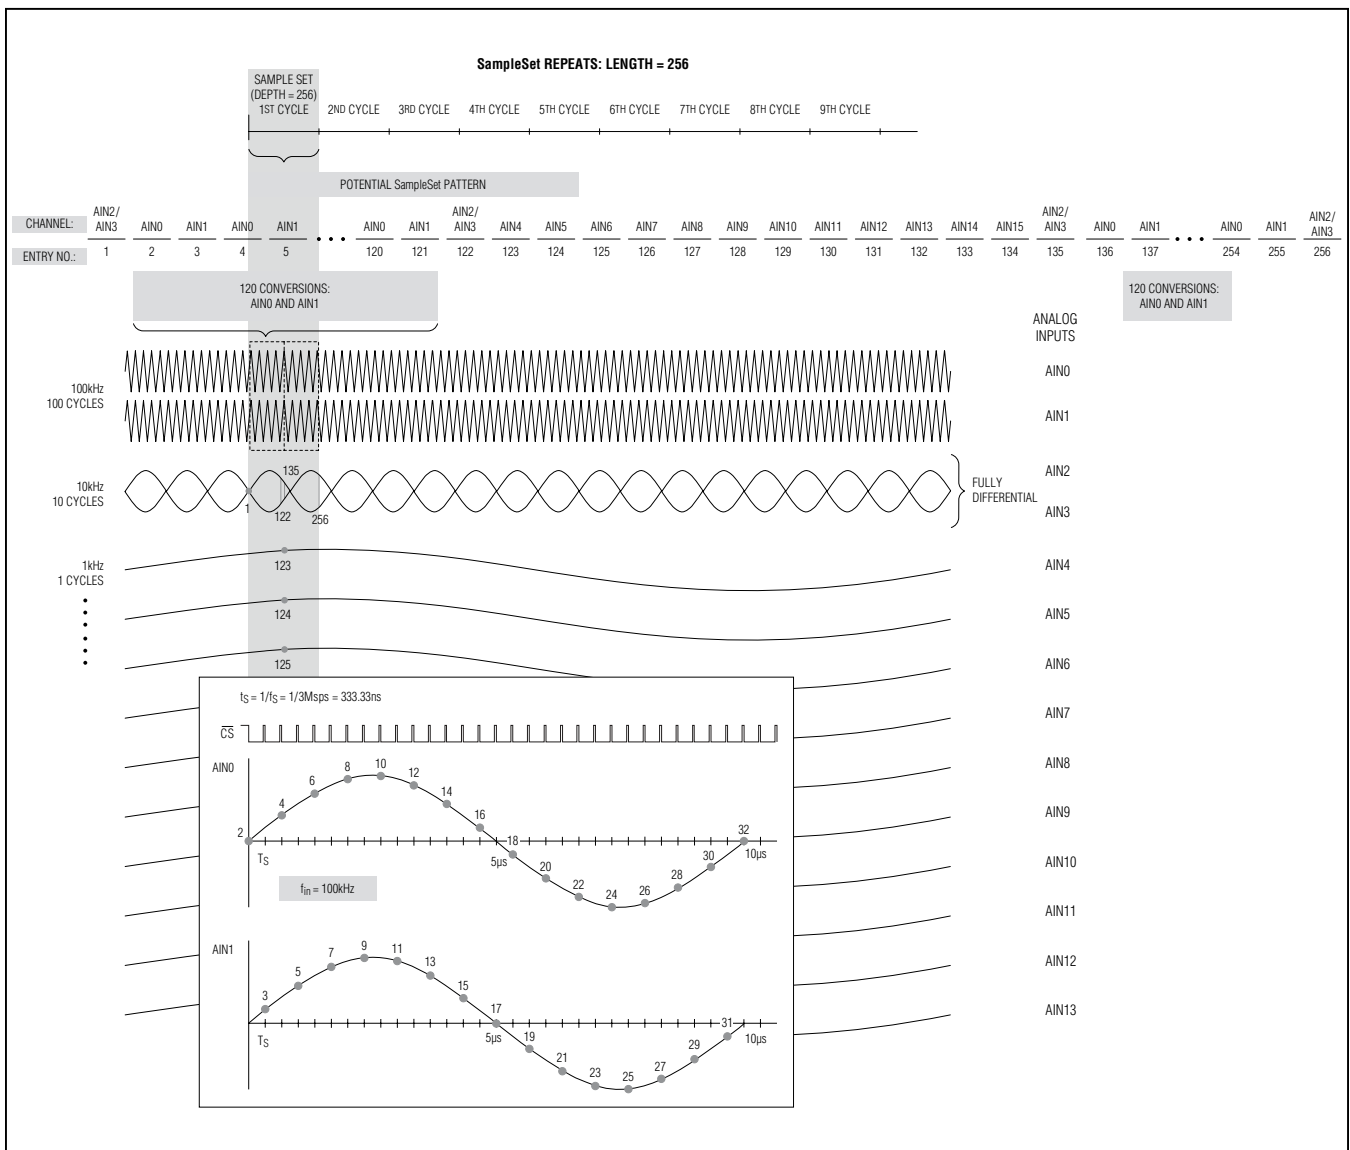 SampleSet REPEATS: LENGTH = 256
SAMPLE SET
(DEPTH = 256)
1ST CYCLE 2ND CYCLE 3RD CYCLE 4TH CYCLE 5TH CYCLE 6TH CYCLE 7TH CYCLE 8TH CYCLE 9TH CYCLE
POTENTIAL SampleSet PATTERN
CHANNEL: AIN2/AIN3 AIN0 AIN1 AIN0 AIN1 • • • AIN0 AIN1 AIN2/AIN3 AIN4 AIN5 AIN6 AIN7 AIN8 AIN9 AIN10 AIN11 AIN12 AIN13 AIN14 AIN15 AIN2/AIN3 AIN0 AIN1 • • • AIN0 AIN1 AIN2/AIN3
ENTRY NO.: 1 2 3 4 5 120 121 122 123 124 125 126 127 128 129 130 131 132 133 134 135 136 137 254 255 256
120 CONVERSIONS:
AIN0 AND AIN1
120 CONVERSIONS:
AIN0 AND AIN1
ANALOG
INPUTS
100kHz
100 CYCLES
AIN0
AIN1
10kHz
10 CYCLES
135
1
122
256
AIN2
AIN3
FULLY
DIFFERENTIAL
1kHz
1 CYCLES
123
AIN4
124
AIN5
125
AIN6
AIN7
AIN8
AIN9
AIN10
AIN11
AIN12
AIN13
tS = 1/fS = 1/3Msps = 333.33ns
CS
AIN0
2 4 6 8 10 12 14 16 18 20 22 24 26 28 30 32
TS
5µs
10µs
fin = 100kHz
AIN1
3 5 7 9 11 13 15 17 19 21 23 25 27 29 31
TS
5µs
10µs